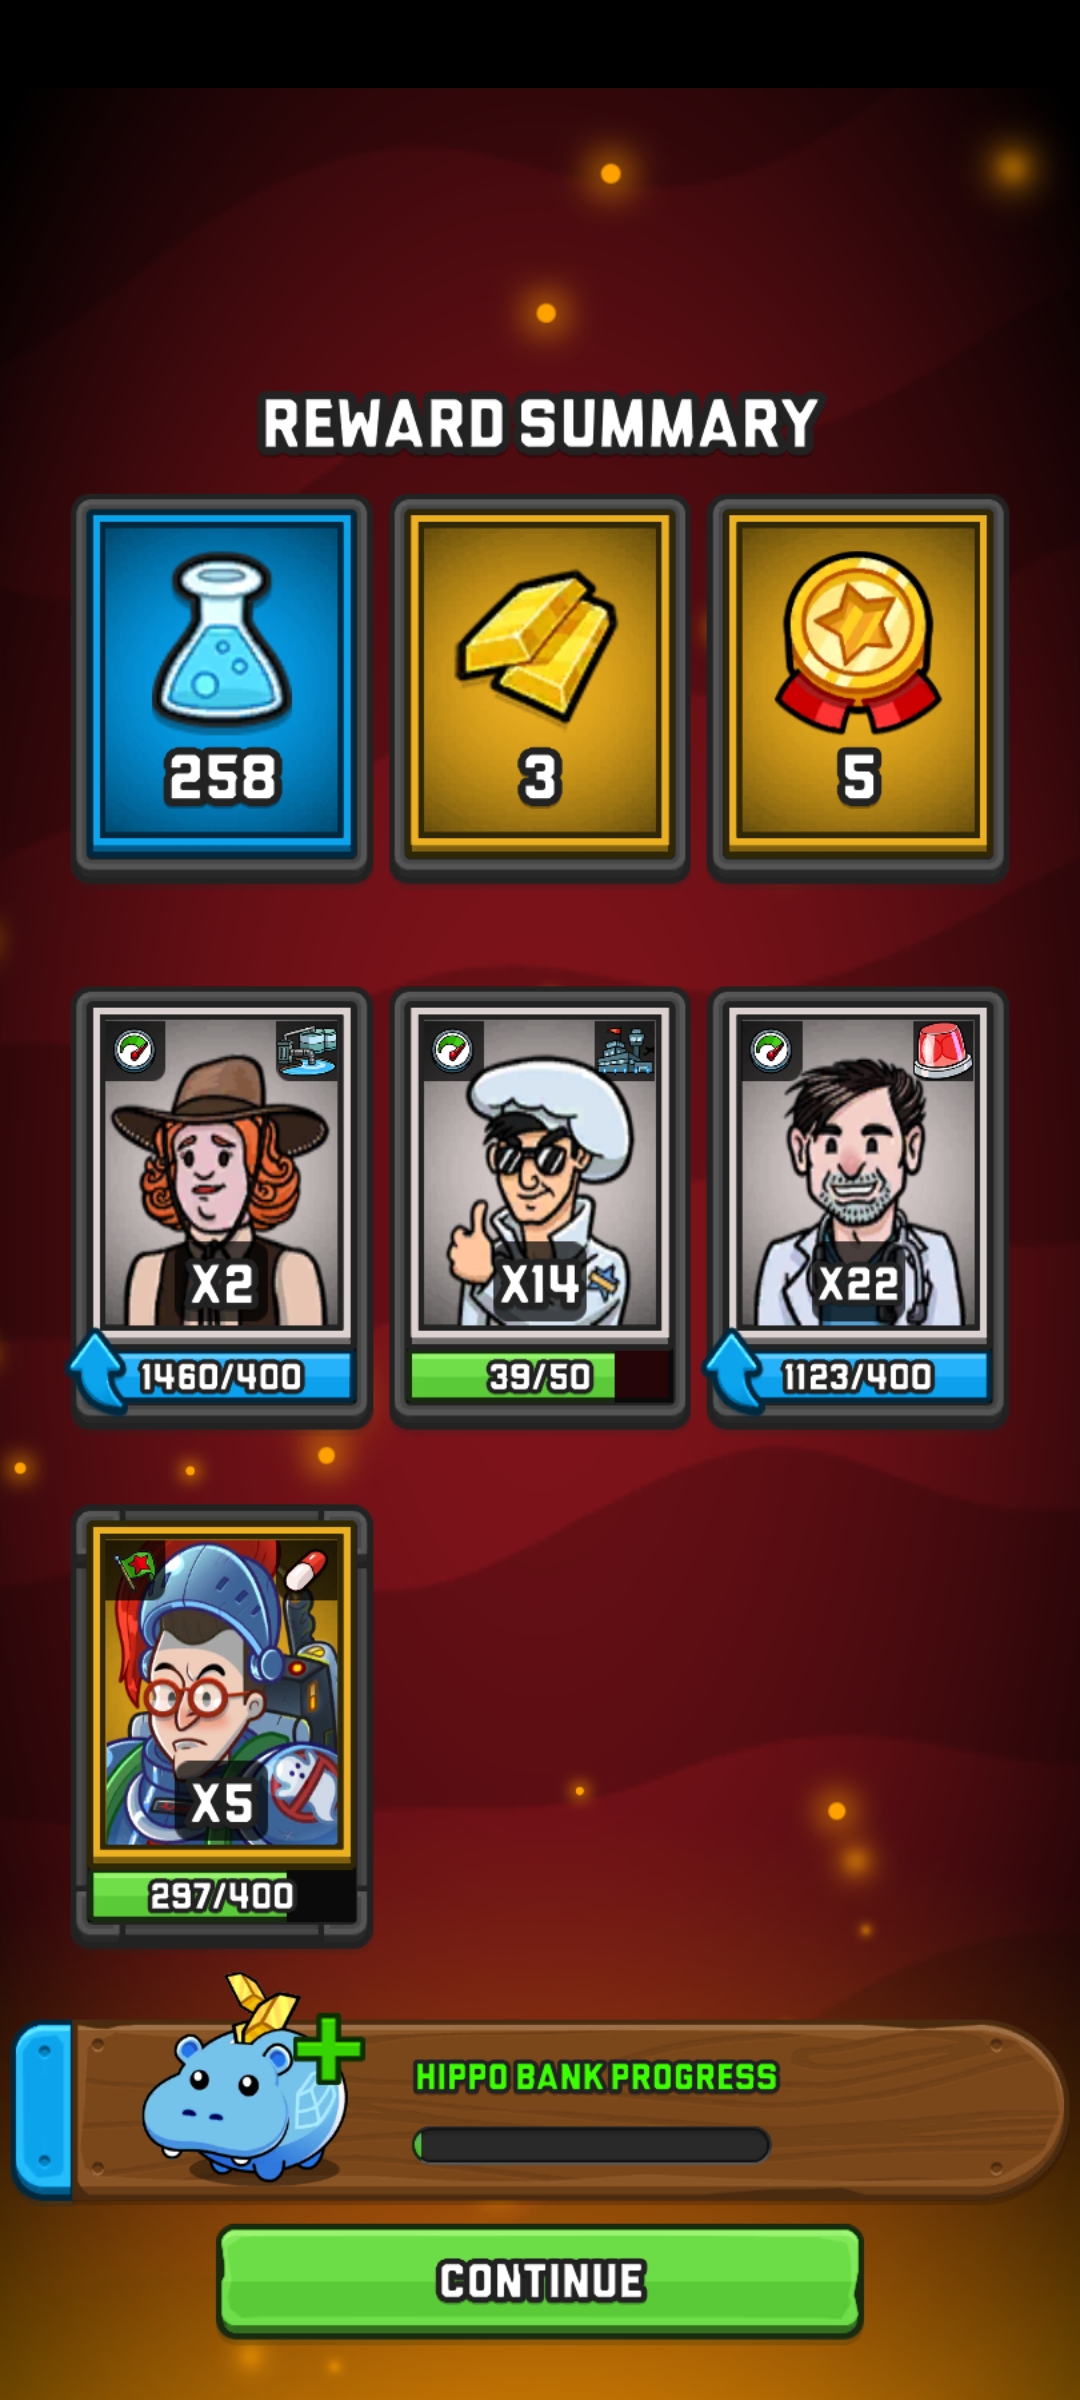 REWARD SUMMARY
258
3
5
X2
X14
X22
1460/400
39/50
1123/400
X5
297/400
HIPPO BANK PROGRESS
CONTINUE